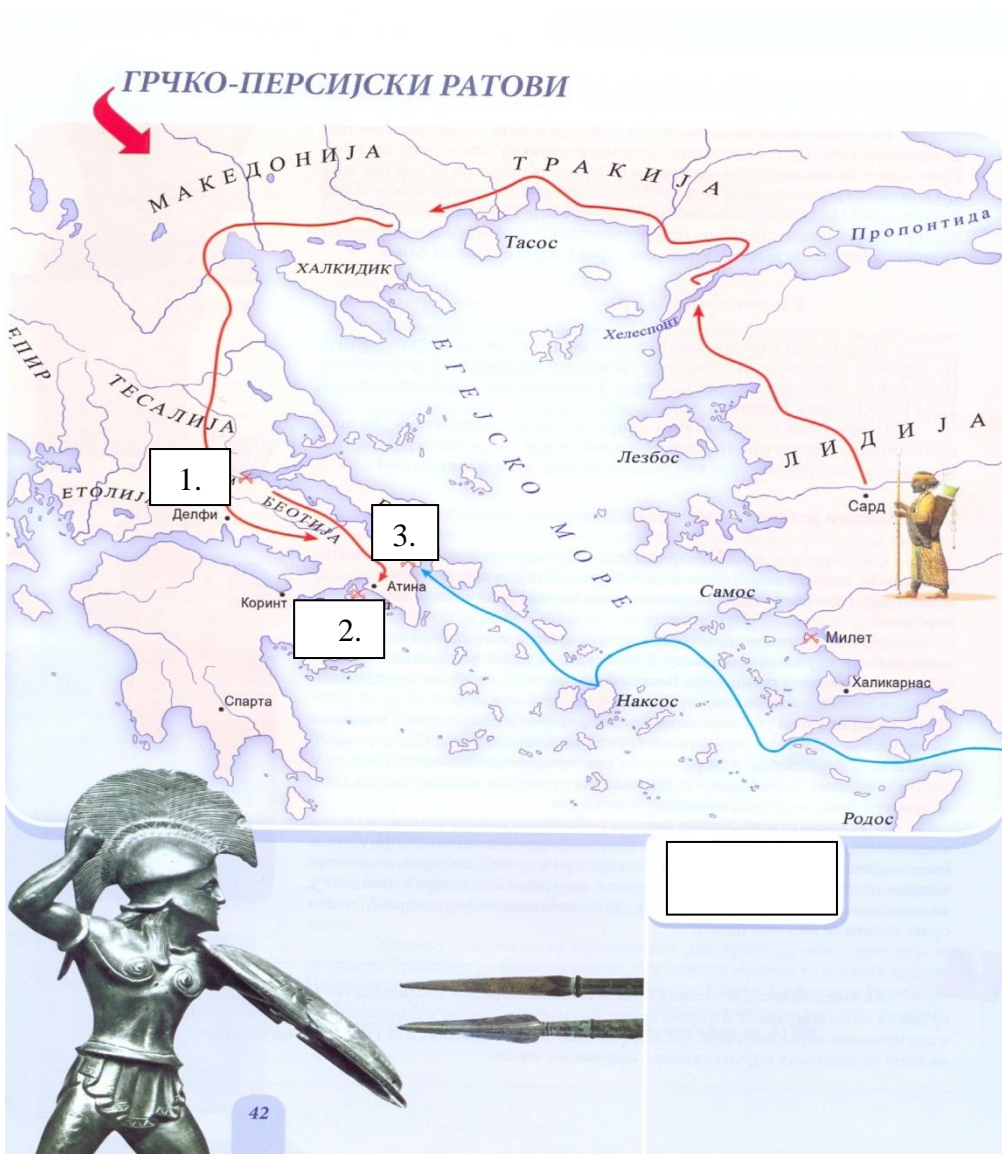 ГРЧКО-ПЕРСИЈСКИ РАТОВИ
МАКЕДОНИЈА
ТРАКИЈА
Пропонтида
Тасос
ХАЛКИДИК
Хелеспонт
ЕПИР
ТЕСАЛИЈА
ЕГЕЈСКО МОРЕ
Лезбос
ЛИДИЈА
Сард
1.
ЕТОЛИЈ
БЕОТИЈА
Делфи
3.
Атина
Коринт
2.
Самос
Милет
Халикарнас
Спарта
Наксос
Родос
42